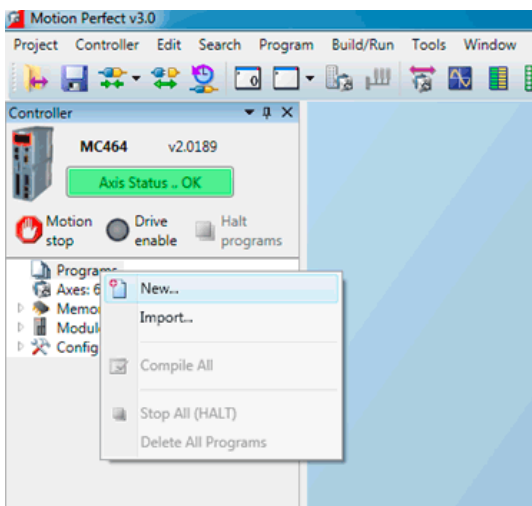 Motion Perfect v3.0
Project Controller Edit Search Program Build/Run Tools Window
0
Controller
MC464 v2.0189
Axis Status .. OK
Motion stop
Drive enable
Halt programs
Programs
Axes: 6
New...
Import...
Config
Compile All
Stop All (HALT)
Delete All Programs